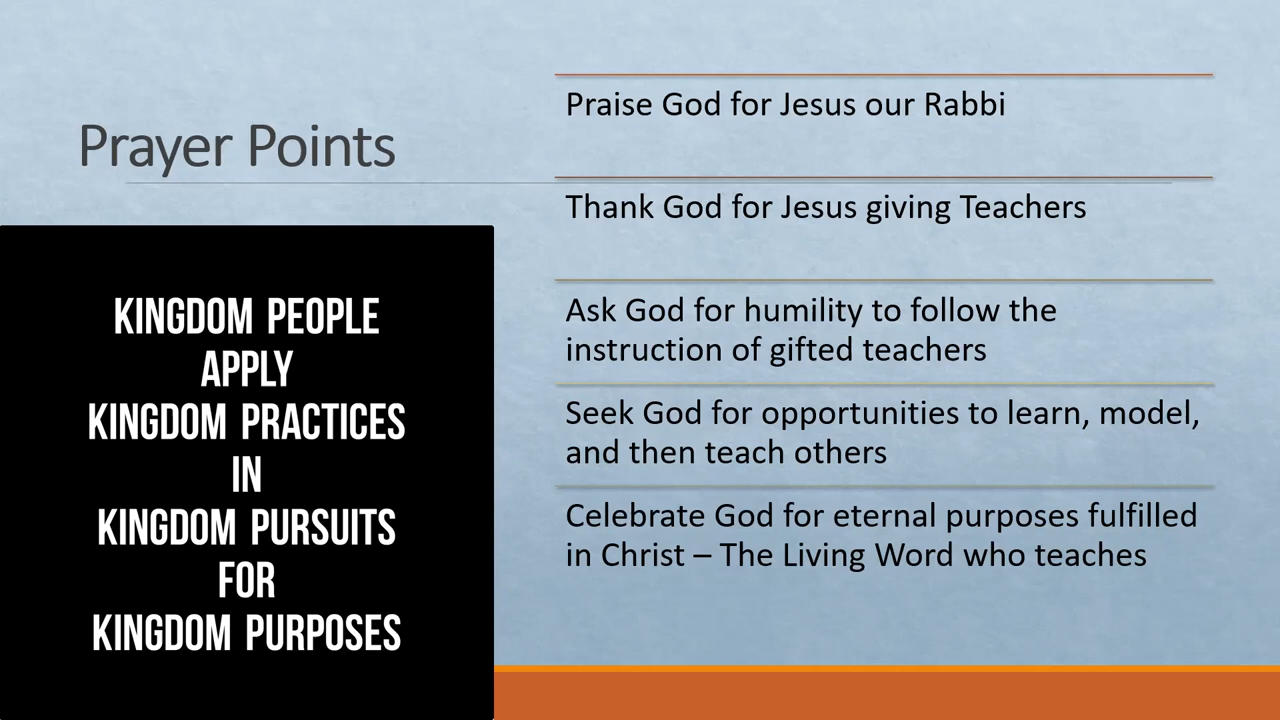 Prayer Points
KINGDOM PEOPLE
APPLY
KINGDOM PRACTICES
IN
KINGDOM PURSUITS
FOR
KINGDOM PURPOSES
Praise God for Jesus our Rabbi
Thank God for Jesus giving Teachers
Ask God for humility to follow the
instruction of gifted teachers
Seek God for opportunities to learn, model,
and then teach others
Celebrate God for eternal purposes fulfilled
in Christ – The Living Word who teaches